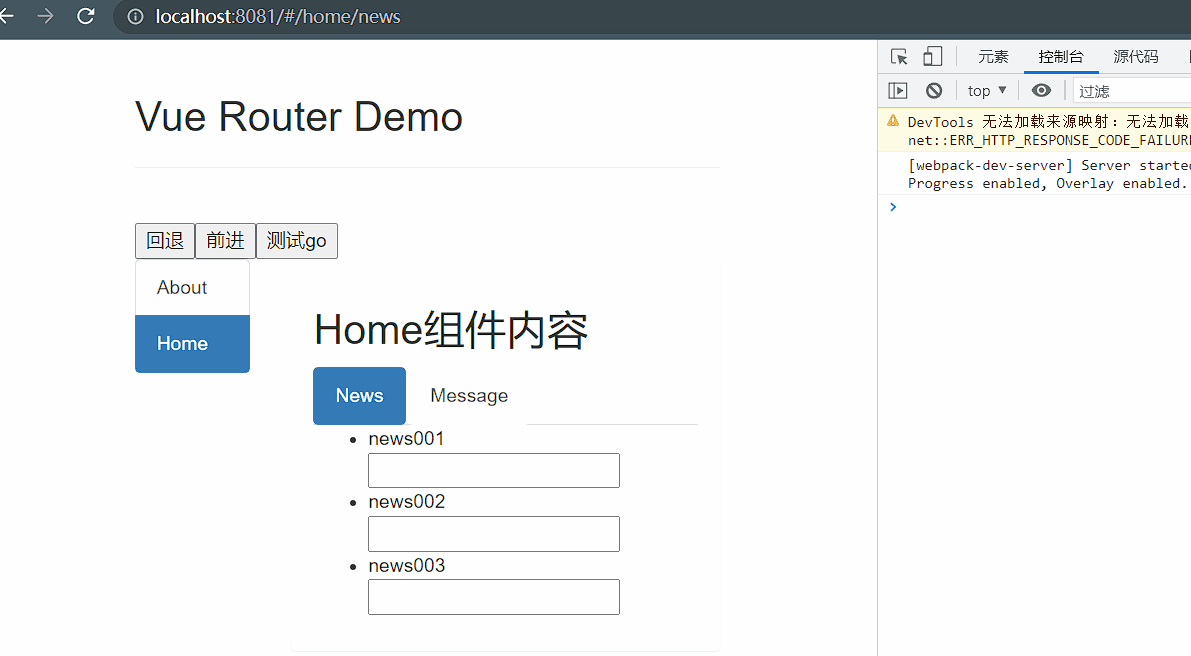 localhost:8081/#/home/news
元素 控制台 源代码
top ▼ 过滤
DevTools 无法加载来源映射：无法加载
net::ERR_HTTP_RESPONSE_CODE_FAILUR
[webpack-dev-server] Server started
Progress enabled, Overlay enabled.
Vue Router Demo
回退 前进 测试go
About
Home
Home组件内容
News Message
news001
news002
news003